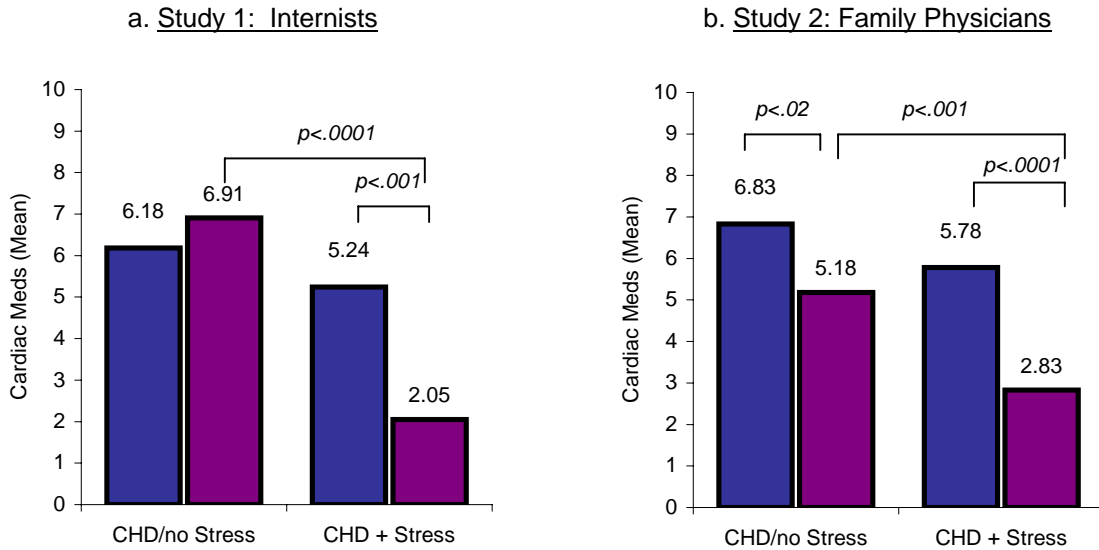 a. Study 1:  Internists
10
9
8
7
6
5
4
3
2
1
0
Cardiac Meds (Mean)
p<.0001
p<.001
6.18
6.91
5.24
2.05
CHD/no Stress
CHD + Stress
b. Study 2: Family Physicians
10
9
8
7
6
5
4
3
2
1
0
Cardiac Meds (Mean)
p<.02
p<.001
p<.0001
6.83
5.18
5.78
2.83
CHD/no Stress
CHD + Stress